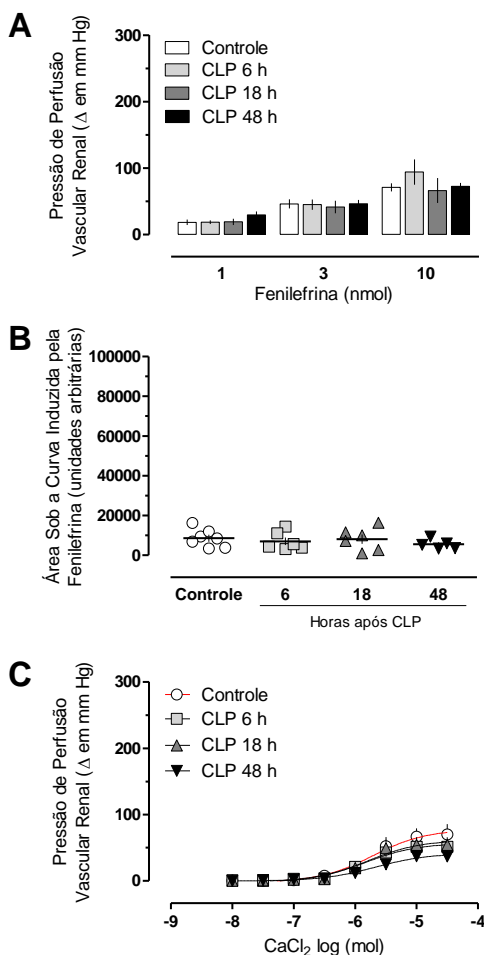 A
Pressão de Perfusão
Vascular Renal (Δ em mm Hg)
300
200
100
0
Controle
CLP 6 h
CLP 18 h
CLP 48 h
1 3 10
Fenilefrina (nmol)
B
Área Sob a Curva Induzida pela
Fenilefrina (unidades arbitrárias)
100000
80000
60000
40000
20000
0
Controle 6 18 48
Horas após CLP
C
Pressão de Perfusão
Vascular Renal (Δ em mm Hg)
300
200
100
0
Controle
CLP 6 h
CLP 18 h
CLP 48 h
-9 -8 -7 -6 -5 -4
CaCl₂ log (mol)